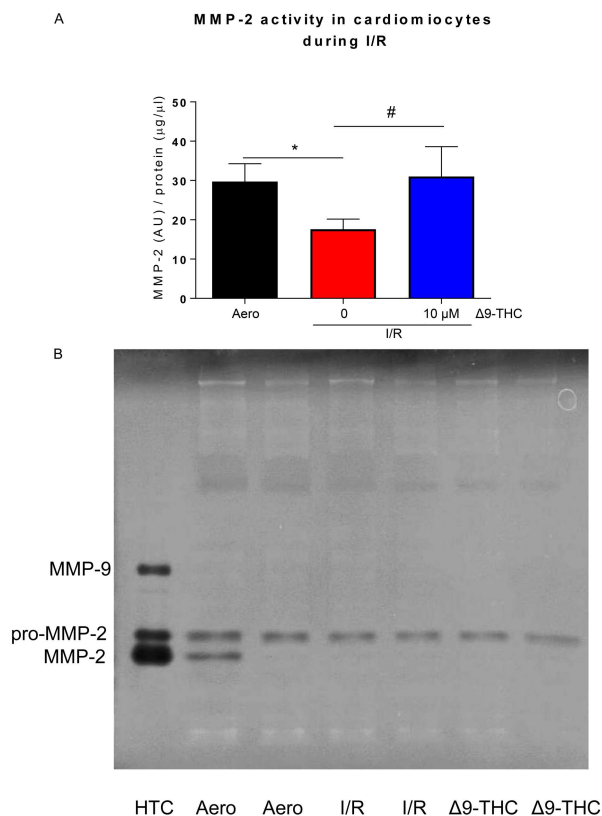 A
MMP-2 activity in cardiomiocytes
during I/R
MMP-2 (AU) / protein (µg/µl)
50
40
30
20
10
0
*
#
Aero
0
10 µM
Δ9-THC
I/R
B
MMP-9
pro-MMP-2
MMP-2
HTC Aero Aero I/R I/R Δ9-THC Δ9-THC